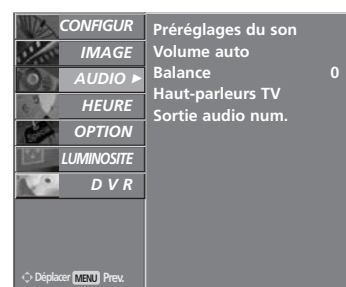 CONFIGUR
IMAGE
AUDIO ►
HEURE
OPTION
LUMINOSITE
D V R
Préréglages du son
Volume auto
Balance 0
Haut-parleurs TV
Sortie audio num.
Déplacer MENU Prev.